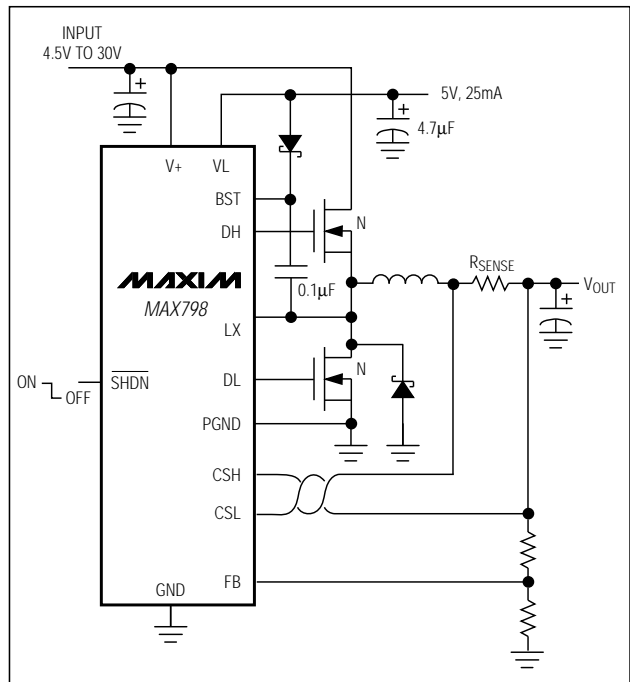 INPUT
4.5V TO 30V
5V, 25mA
4.7μF
V+
VL
BST
DH
N
MAXIM
MAX798
0.1μF
RSENSE
VOUT
LX
ON
OFF
SHDN
DL
N
PGND
CSH
CSL
FB
GND